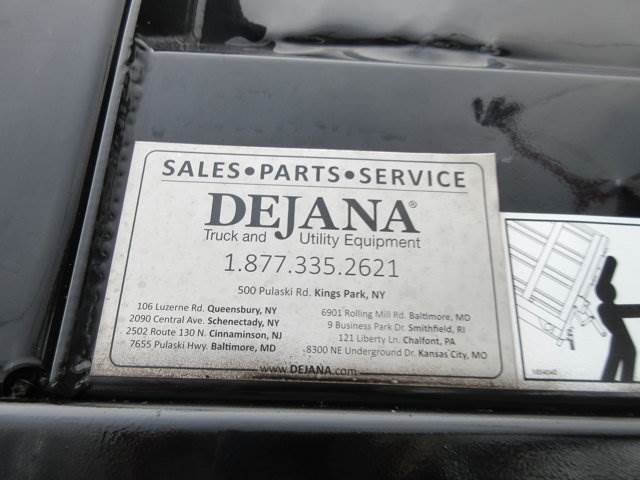 SALES•PARTS•SERVICE
DEJANA®
Truck and Utility Equipment
1.877.335.2621
500 Pulaski Rd. Kings Park, NY
106 Luzerne Rd. Queensbury, NY
2090 Central Ave. Schenectady, NY
2502 Route 130 N. Cinnaminson, NJ
7655 Pulaski Hwy. Baltimore, MD
6901 Rolling Mill Rd. Baltimore, MD
9 Business Park Dr. Smithfield, RI
121 Liberty Ln. Chalfont, PA
8300 NE Underground Dr. Kansas City, MO
www.DEJANA.com